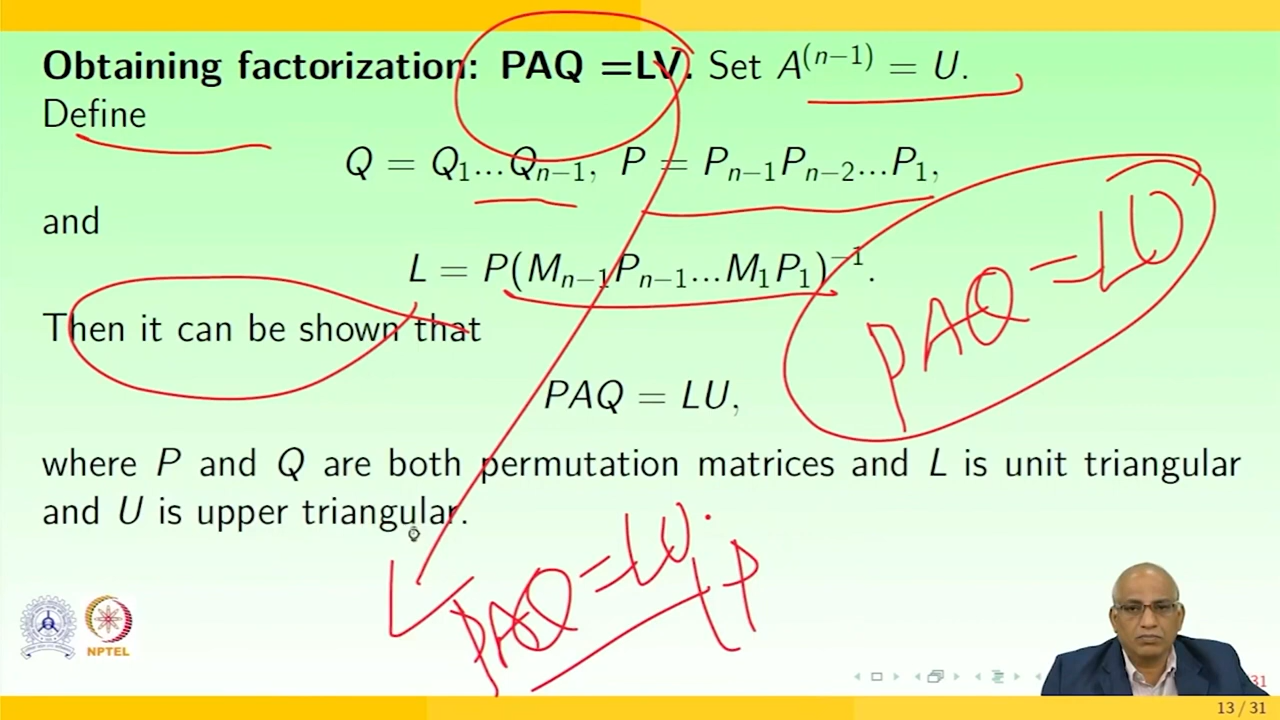 Obtaining factorization: PAQ =LV. Set A^{(n−1)} = U.
Define
Q = Q_1...Q_{n−1}, P = P_{n−1}P_{n−2}...P_1,
and
L = P(M_{n−1}P_{n−1}...M_1P_1)^{−1}.
Then it can be shown that
PAQ = LU,
where P and Q are both permutation matrices and L is unit triangular
and U is upper triangular.
PAQ = LU
PAQ = LU.
NPTEL
13 / 31